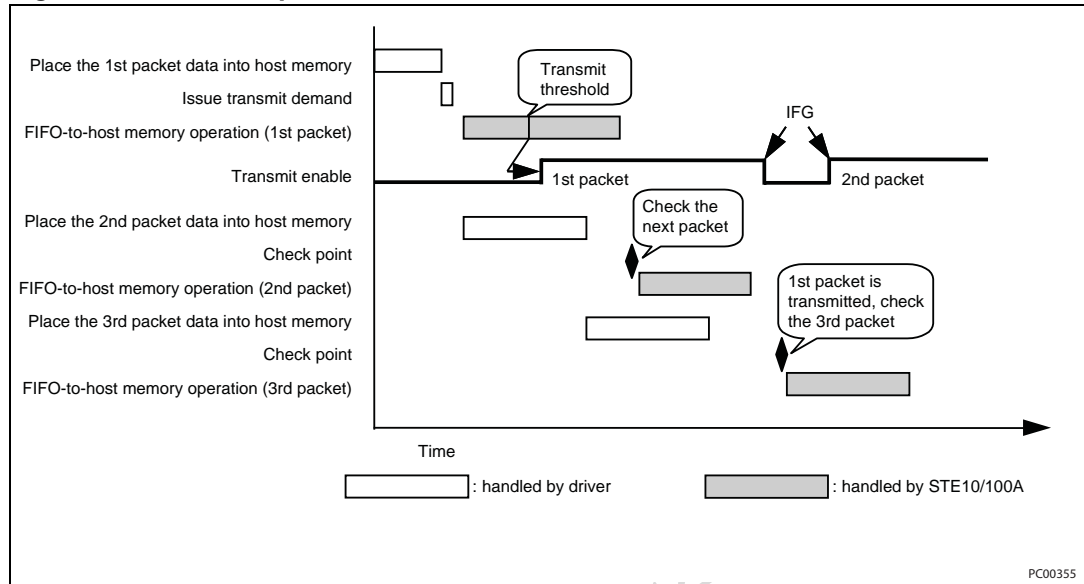 Place the 1st packet data into host memory
Transmit
threshold
Issue transmit demand
IFG
FIFO-to-host memory operation (1st packet)
Transmit enable
1st packet
2nd packet
Place the 2nd packet data into host memory
Check the
next packet
Check point
FIFO-to-host memory operation (2nd packet)
1st packet is
transmitted, check
the 3rd packet
Place the 3rd packet data into host memory
Check point
FIFO-to-host memory operation (3rd packet)
Time
: handled by driver
: handled by STE10/100A
PC00355